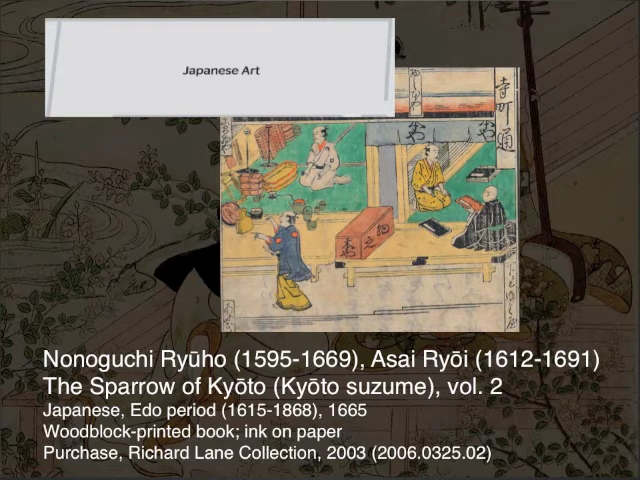 Japanese Art
寺町通
Nonoguchi Ryūho (1595-1669), Asai Ryōi (1612-1691)
The Sparrow of Kyōto (Kyōto suzume), vol. 2
Japanese, Edo period (1615-1868), 1665
Woodblock-printed book; ink on paper
Purchase, Richard Lane Collection, 2003 (2006.0325.02)